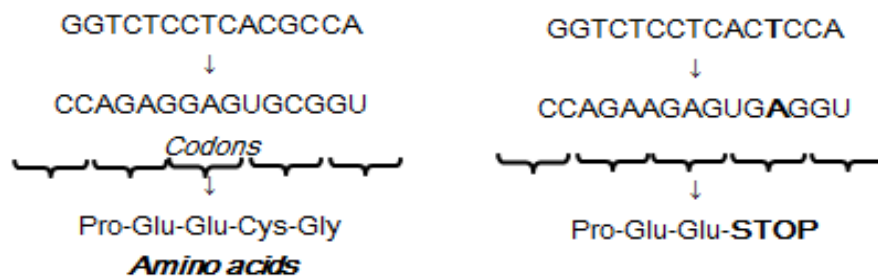 GGTCTCCTCACGCCA
CCAGAGGAGUGCGGU
Codons
Pro-Glu-Glu-Cys-Gly
Amino acids
GGTCTCCTCACTCCA
CCAGAAGAGUGAGGU
Pro-Glu-Glu-STOP